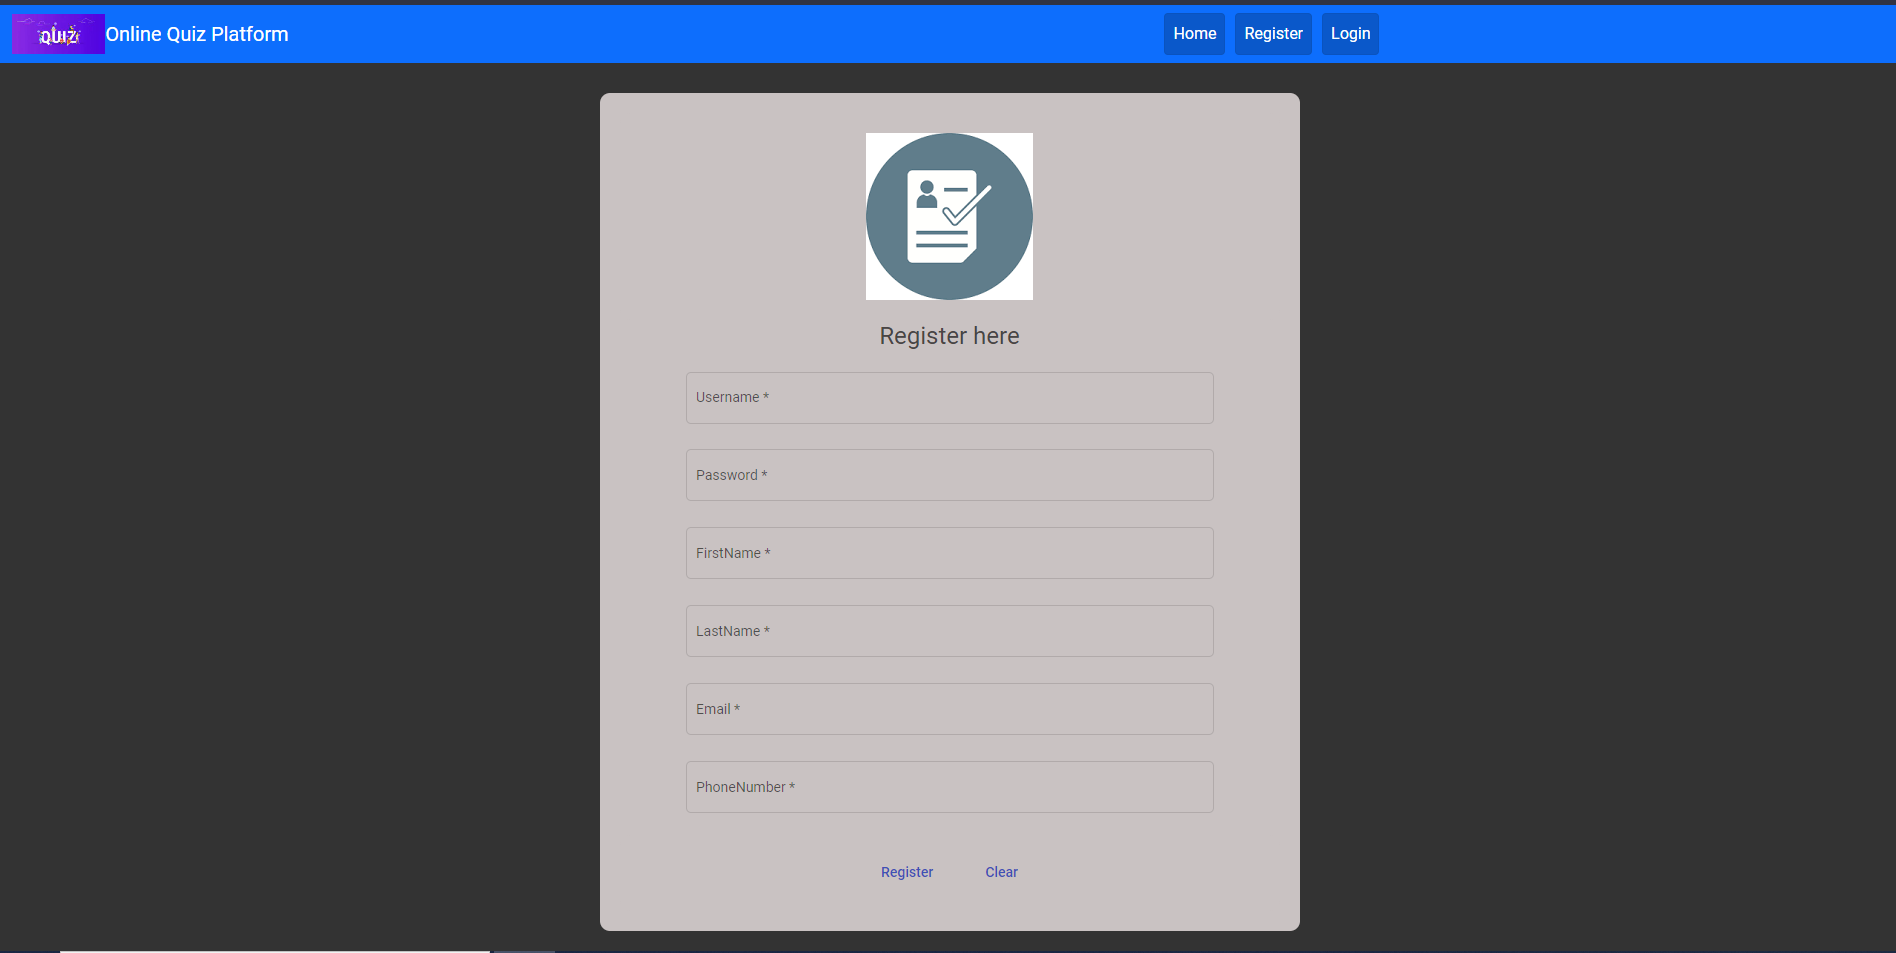 QUIZ
Online Quiz Platform
Home
Register
Login
Register here
Username *
Password *
FirstName *
LastName *
Email *
PhoneNumber *
Register
Clear